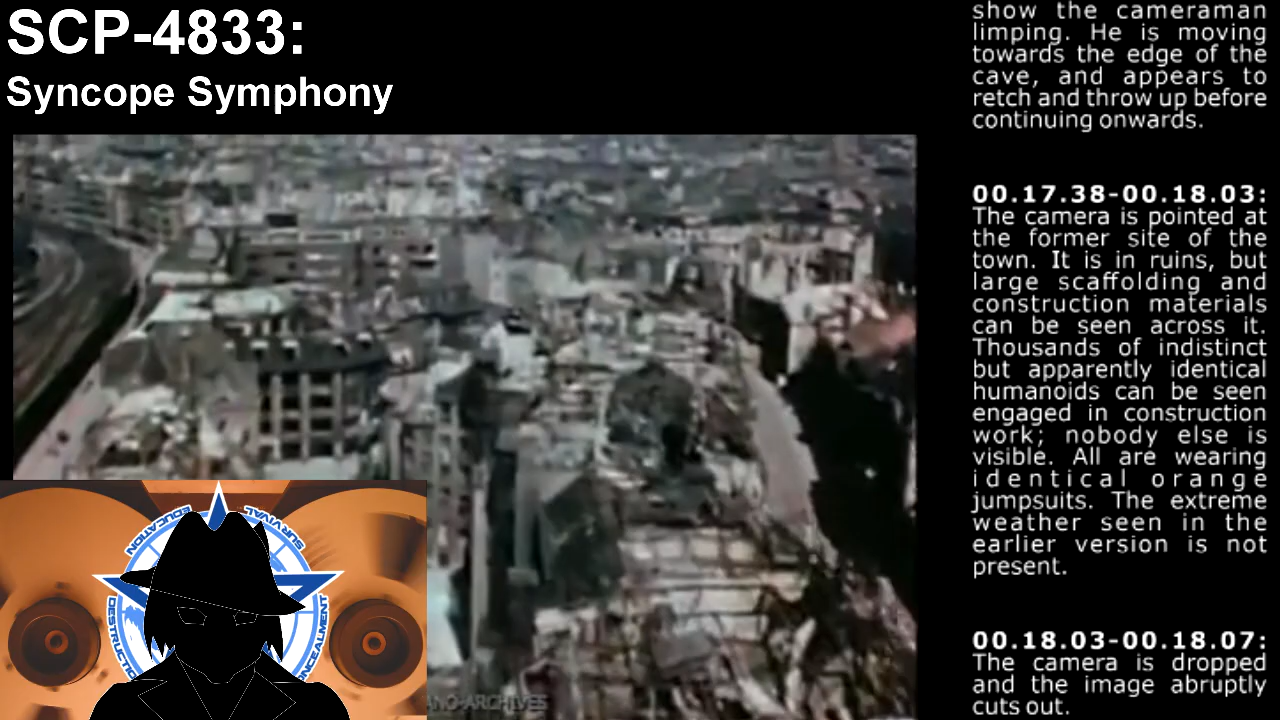 SCP-4833:
Syncope Symphony
show the cameraman
limping. He is moving
towards the edge of the
cave, and appears to
retch and throw up before
continuing onwards.
00.17.38-00.18.03:
The camera is pointed at
the former site of the
town. It is in ruins, but
large scaffolding and
construction materials
can be seen across it.
Thousands of indistinct
but apparently identical
humanoids can be seen
engaged in construction
work; nobody else is
visible. All are wearing
identical orange
jumpsuits. The extreme
weather seen in the
earlier version is not
present.
00.18.03-00.18.07:
The camera is dropped
and the image abruptly
cuts out.
EDUCATION
SURVIVAL
ANO-ARCHIVES